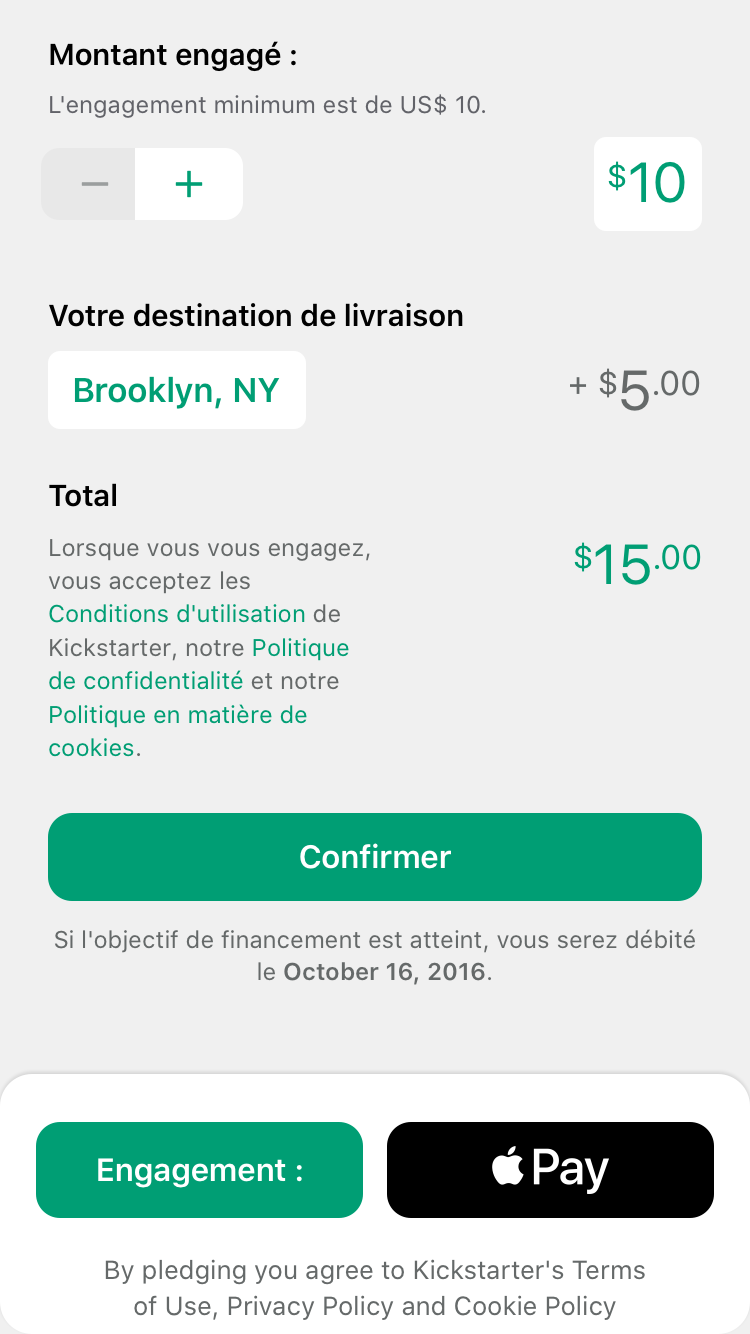 Montant engagé :
L'engagement minimum est de US$ 10.
− + $10
Votre destination de livraison
Brooklyn, NY + $5.00
Total
Lorsque vous vous engagez,
vous acceptez les
Conditions d'utilisation de
Kickstarter, notre Politique
de confidentialité et notre
Politique en matière de
cookies.
$15.00
Confirmer
Si l'objectif de financement est atteint, vous serez débité
le October 16, 2016.
Engagement : Pay
By pledging you agree to Kickstarter's Terms
of Use, Privacy Policy and Cookie Policy